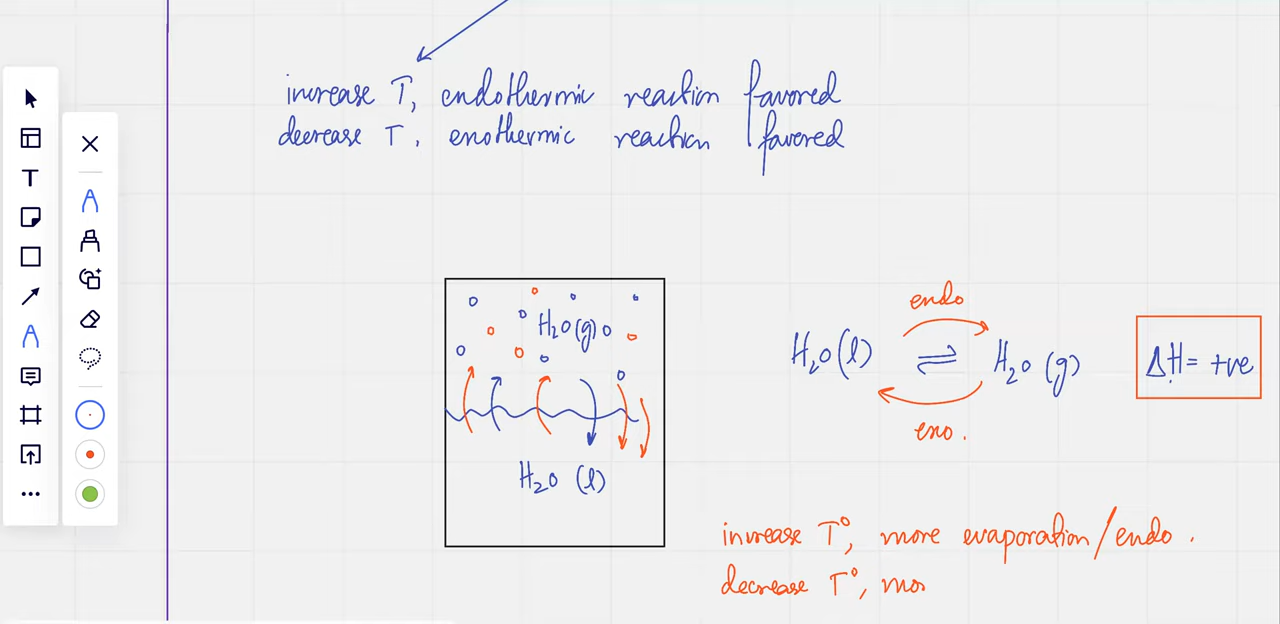 increase T, endothermic reaction favored
decrease T, exothermic reaction favored
H₂O(g)
H₂O (l)
endo
H₂O(l) ⇌ H₂O (g)
exo.
ΔH = +ve
increase T°, more evaporation/endo.
decrease T°, mor
T